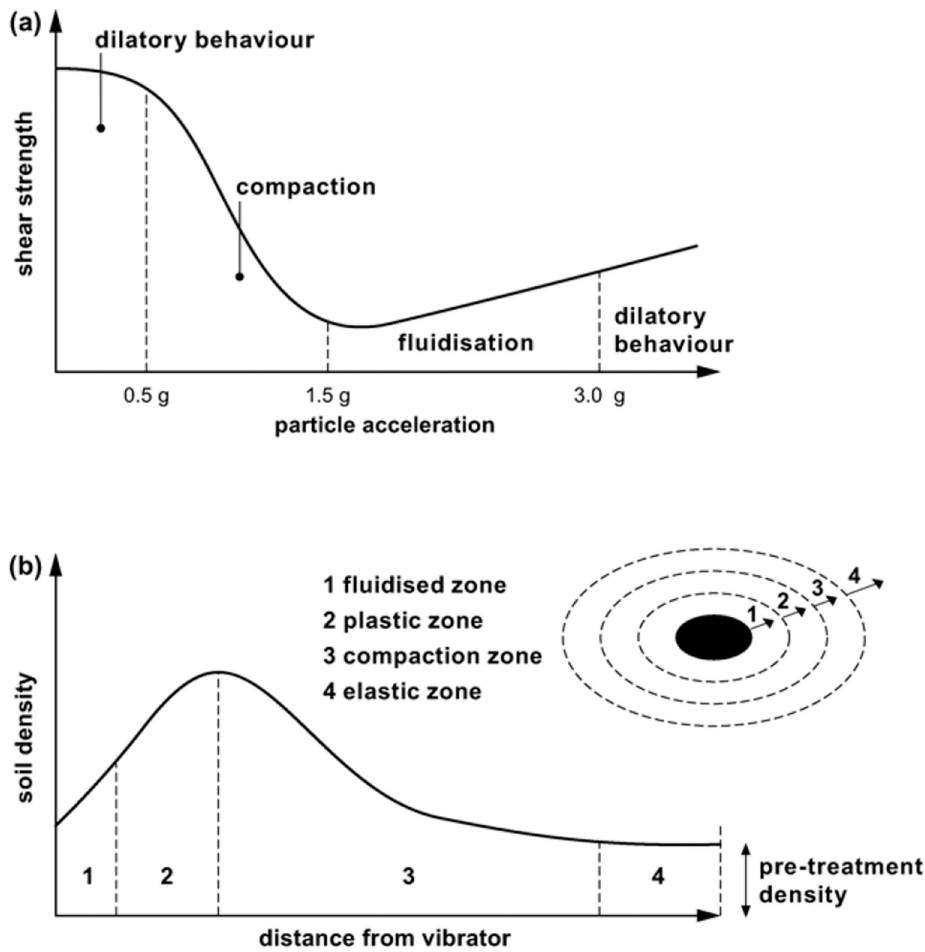 (a)
dilatory behaviour
compaction
shear strength
fluidisation
dilatory
behaviour
0.5 g
1.5 g
3.0 g
particle acceleration
(b)
1 fluidised zone
2 plastic zone
3 compaction zone
4 elastic zone
1
2
3
4
soil density
1
2
3
4
pre-treatment
density
distance from vibrator